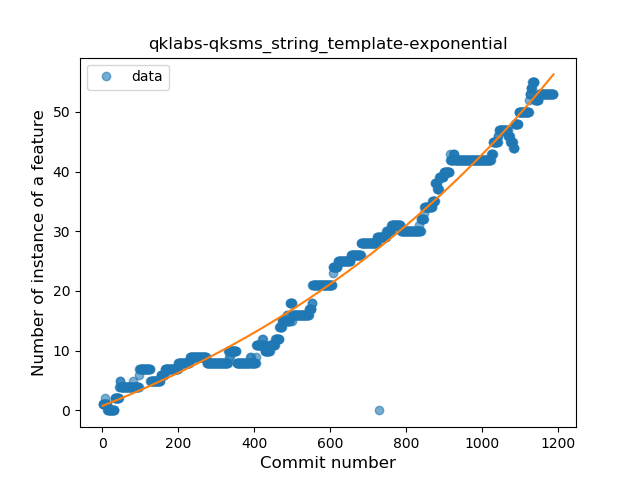 qklabs-qksms_string_template-exponential
data
Number of instance of a feature
50
40
30
20
10
0
0 200 400 600 800 1000 1200
Commit number